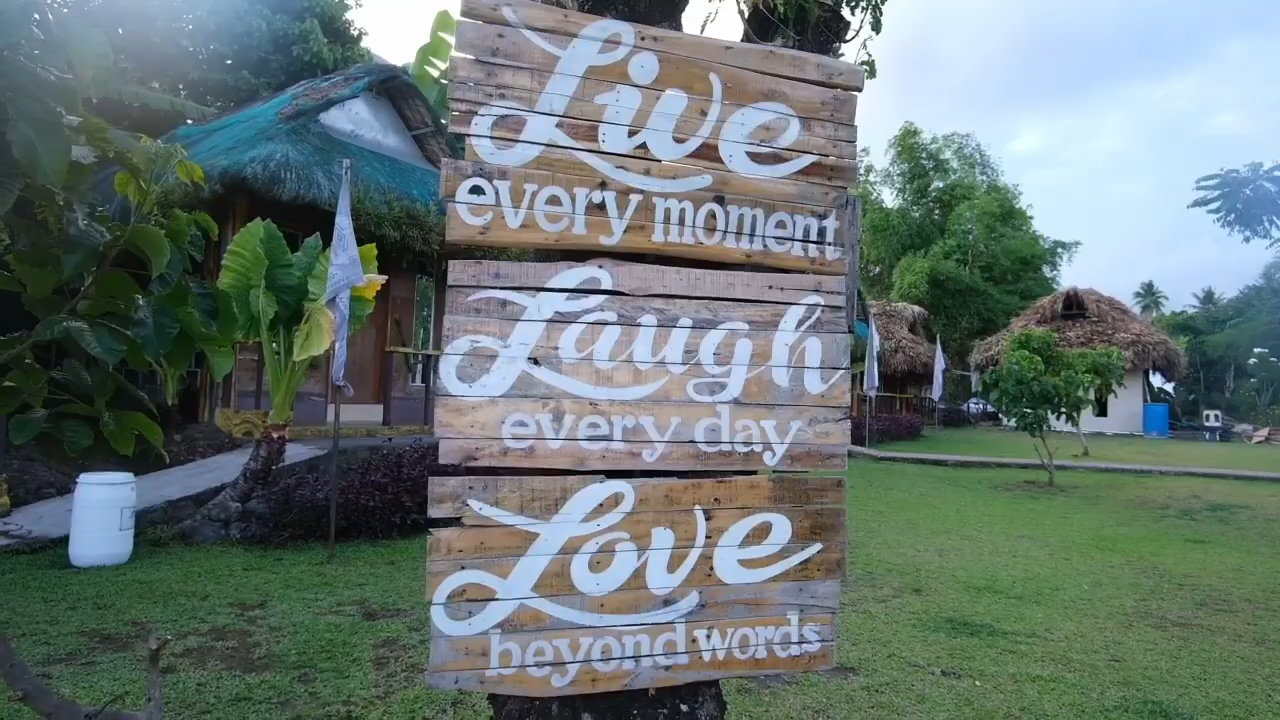 Live
every moment
Laugh
every day
Love
beyond words